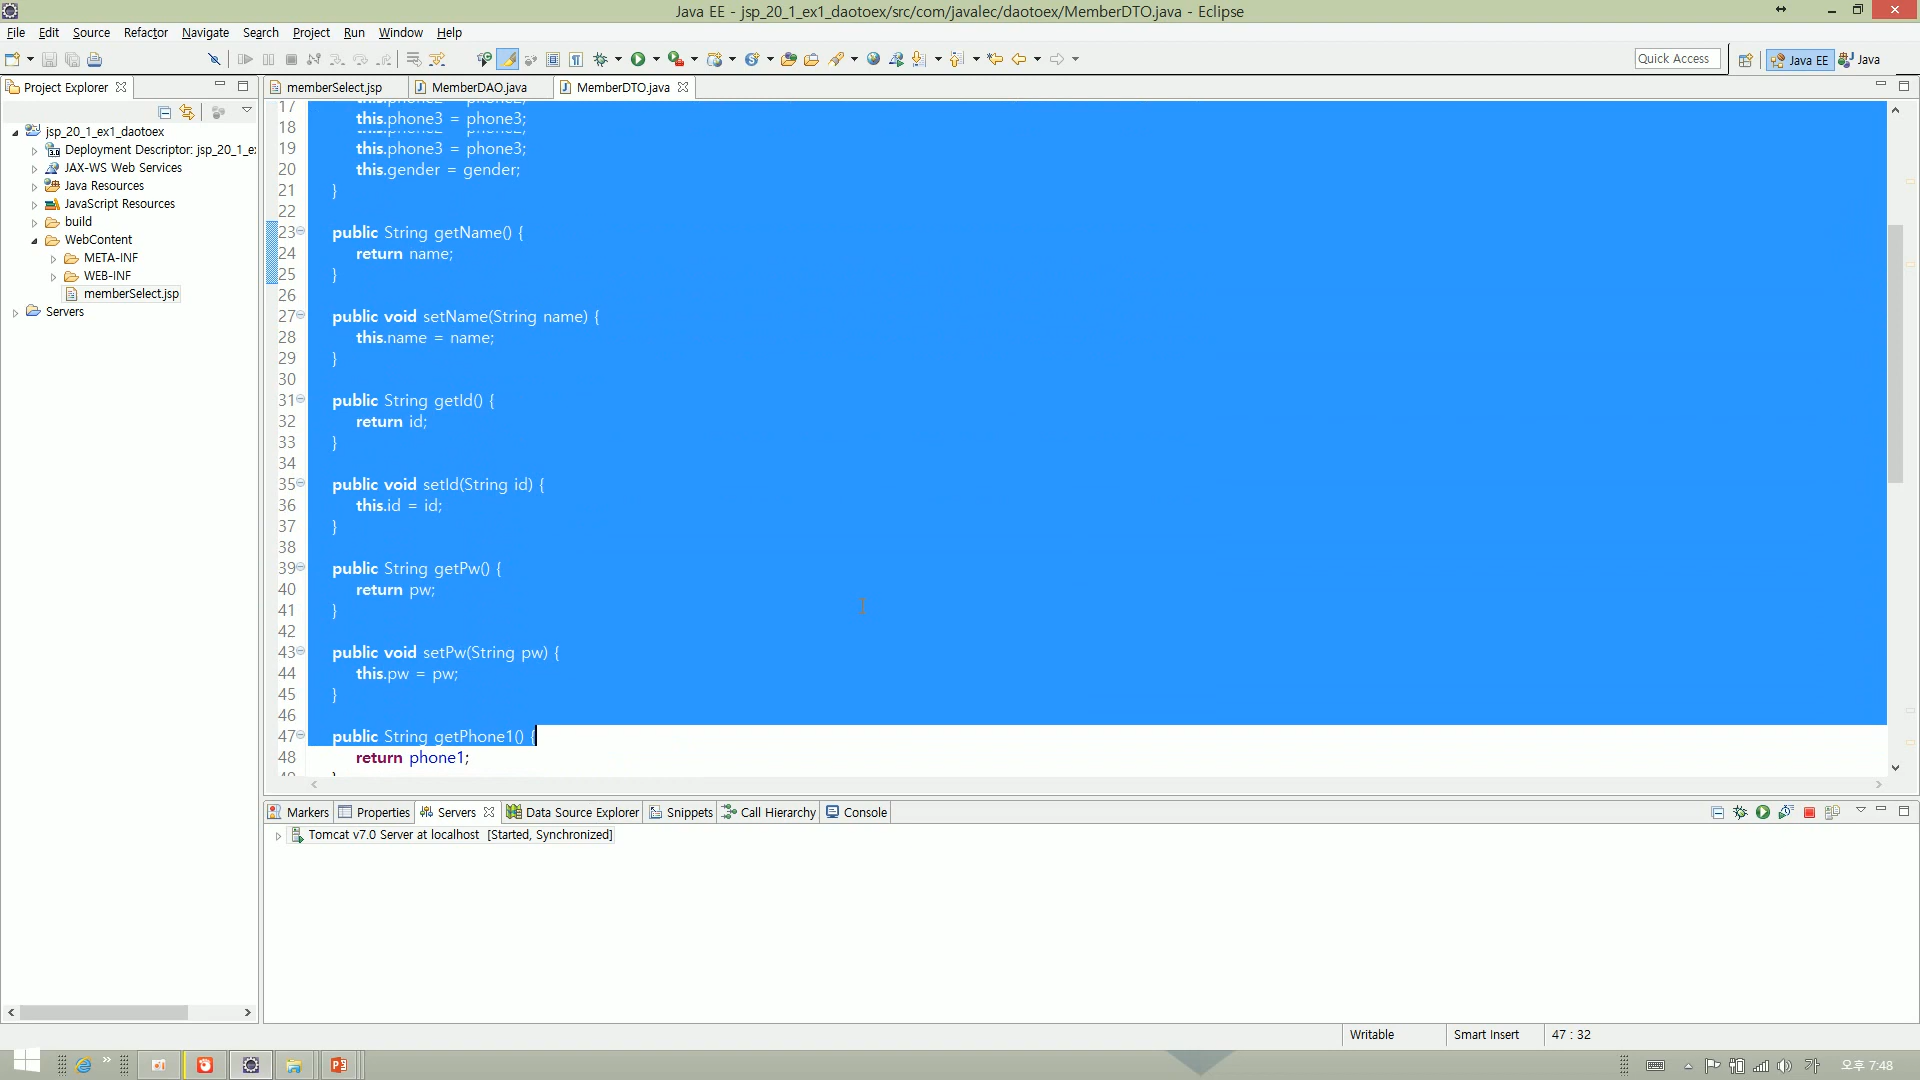 Java EE - jsp_20_1_ex1_daotoex/src/com/javalec/daotoex/MemberDTO.java - Eclipse
File Edit Source Refactor Navigate Search Project Run Window Help
Quick Access Java EE Java
Project Explorer
memberSelect.jsp MemberDAO.java MemberDTO.java
jsp_20_1_ex1_daotoex
Deployment Descriptor: jsp_20_1_e
JAX-WS Web Services
Java Resources
JavaScript Resources
build
WebContent
META-INF
WEB-INF
memberSelect.jsp
Servers
17 this.phone2 = phone2;
this.phone3 = phone3;
18
19 this.phone3 = phone3;
20 this.gender = gender;
21 }
22
23 public String getName() {
24 return name;
25 }
26
27 public void setName(String name) {
28 this.name = name;
29 }
30
31 public String getId() {
32 return id;
33 }
34
35 public void setId(String id) {
36 this.id = id;
37 }
38
39 public String getPw() {
40 return pw;
41 }
42
43 public void setPw(String pw) {
44 this.pw = pw;
45 }
46
47 public String getPhone1() {
48 return phone1;
Markers Properties Servers Data Source Explorer Snippets Call Hierarchy Console
Tomcat v7.0 Server at localhost [Started, Synchronized]
Writable Smart Insert 47 : 32
가 오후 7:48